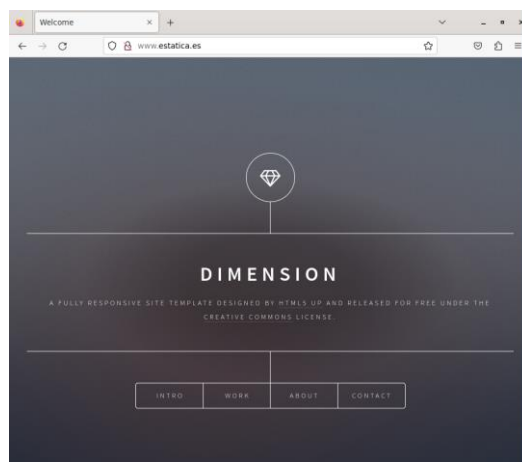 Welcome
www.estatica.es
DIMENSION
A FULLY RESPONSIVE SITE TEMPLATE DESIGNED BY HTML5 UP AND RELEASED FOR FREE UNDER THE
CREATIVE COMMONS LICENSE.
INTRO WORK ABOUT CONTACT